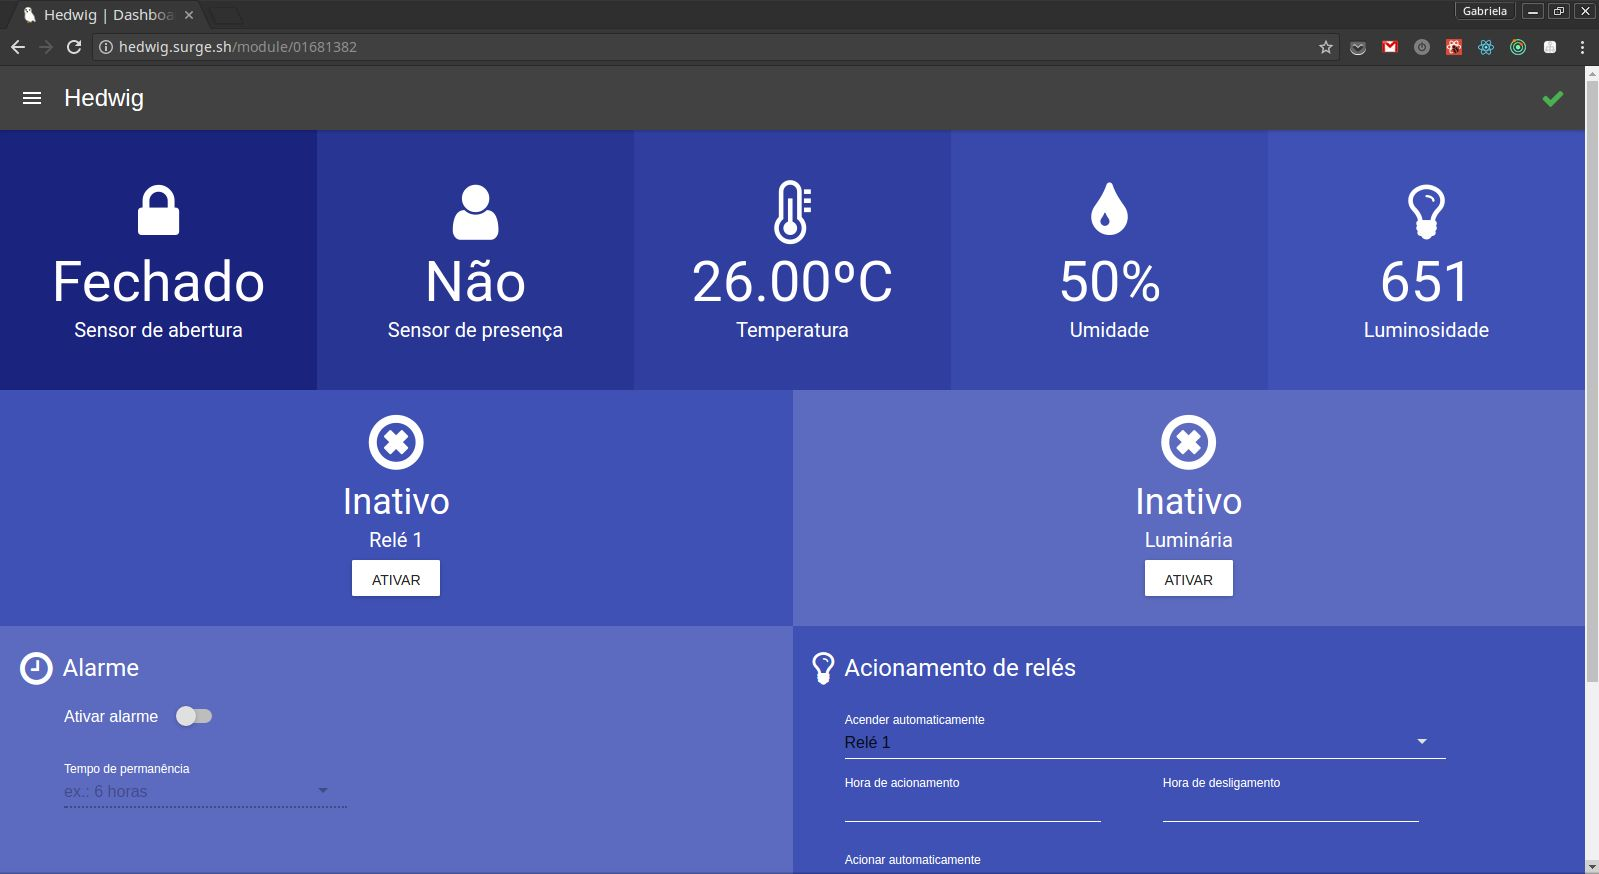 Hedwig | Dashboa
Gabriela
hedwig.surge.sh/module/01681382
Hedwig
Fechado
Sensor de abertura
Não
Sensor de presença
26.00ºC
Temperatura
50%
Umidade
651
Luminosidade
Inativo
Relé 1
ATIVAR
Inativo
Luminária
ATIVAR
Alarme
Ativar alarme
Tempo de permanência
ex.: 6 horas
Acionamento de relés
Acender automaticamente
Relé 1
Hora de acionamento
Hora de desligamento
Acionar automaticamente